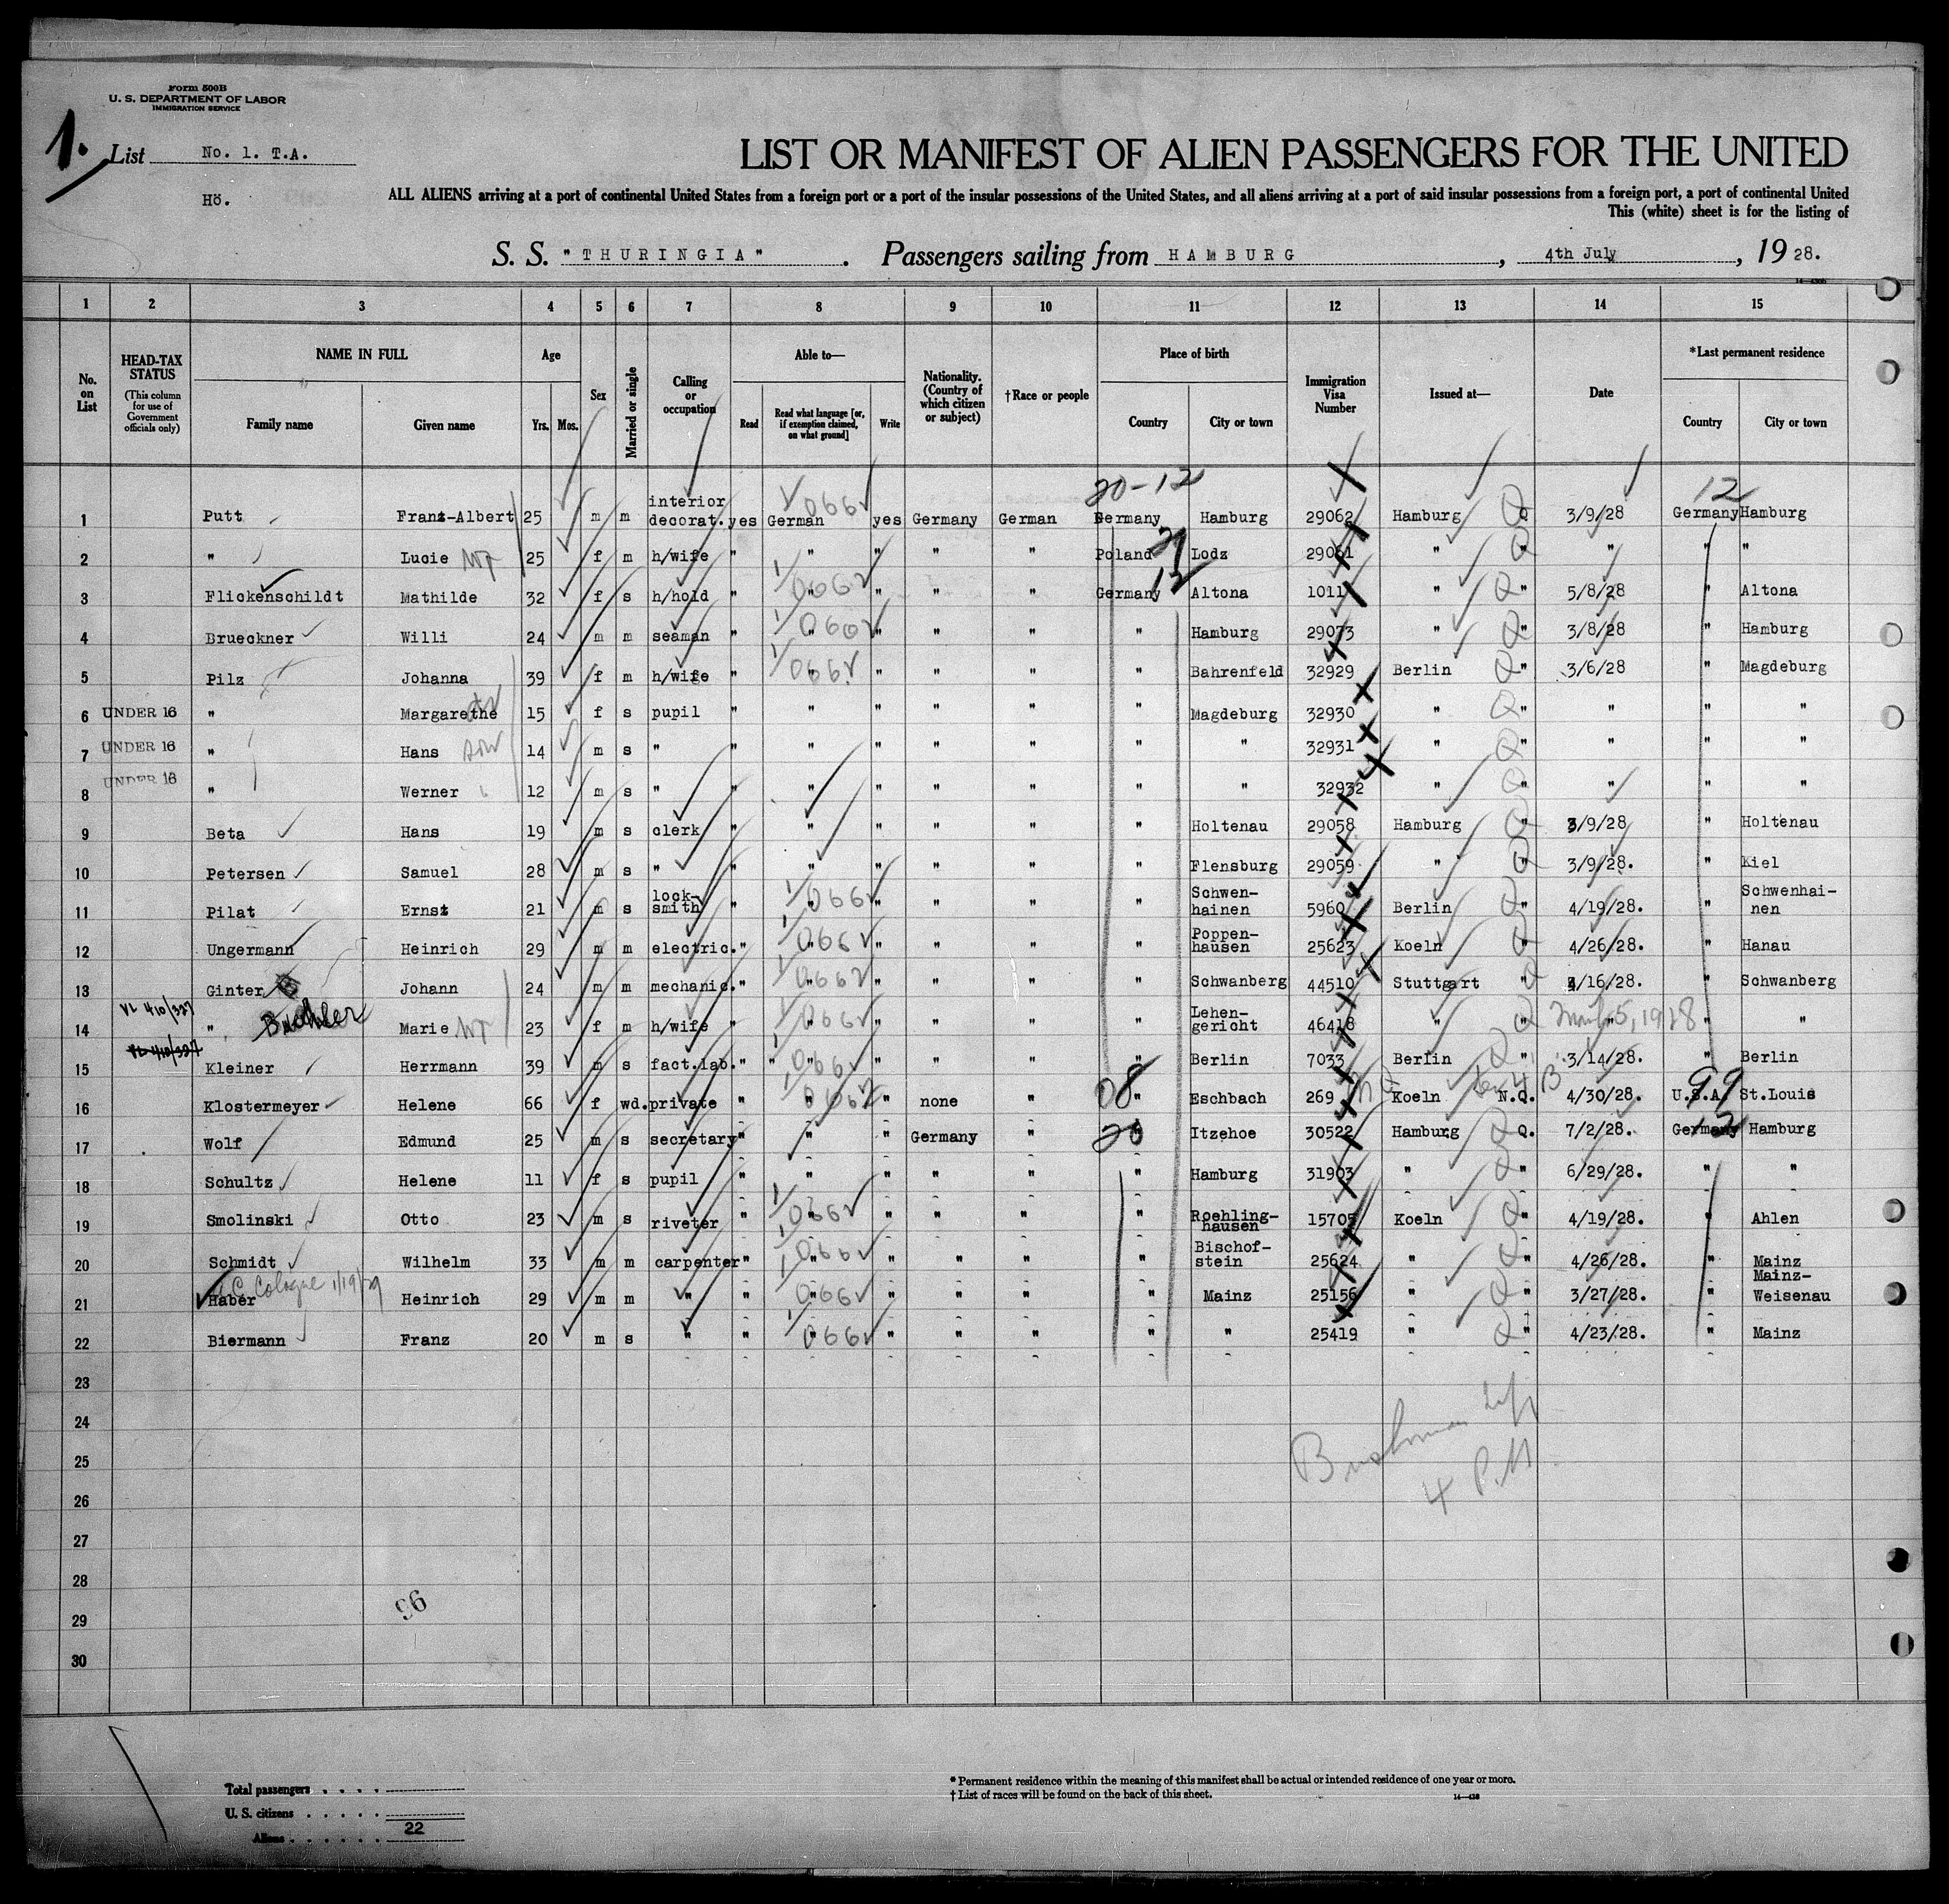 Form 500B
U. S. DEPARTMENT OF LABOR
IMMIGRATION SERVICE
1.
List No. 1. T.A.
Hö.
LIST OR MANIFEST OF ALIEN PASSENGERS FOR THE UNITED
ALL ALIENS arriving at a port of continental United States from a foreign port or a port of the insular possessions of the United States, and all aliens arriving at a port of said insular possessions from a foreign port, a port of continental United
This (white) sheet is for the listing of
S. S. "THURINGIA". Passengers sailing from HAMBURG, 4th July, 1928.
1 2 3 4 5 6 7 8 9 10 11 12 13 14 15
No. on List
HEAD-TAX STATUS (This column for use of Government officials only)
NAME IN FULL Family name Given name
Age Yrs. Mos.
Sex
Married or single
Calling or occupation
Able to— Read Read what language [or, if exemption claimed, on what ground] Write
Nationality. (Country of which citizen or subject)
†Race or people
Place of birth Country City or town
Immigration Visa Number
Issued at—
Date
*Last permanent residence Country City or town
20-12 12
1 Putt Franz-Albert 25 m m interior decorat. yes German yes Germany German Germany Hamburg 29062 Hamburg Q 3/9/28 Germany Hamburg
2 " Lucie 25 f m h/wife " " " " " Poland Lodz 29061 " " " " "
3 Flickenschildt Mathilde 32 f s h/hold " " " " " Germany Altona 1011 " " 5/8/28 " Altona
4 Brueckner Willi 24 m m seaman " " " " " " Hamburg 29073 " " 3/8/28 " Hamburg
5 Pilz Johanna 39 f m h/wife " " " " " " Bahrenfeld 32929 Berlin " 3/6/28 " Magdeburg
6 UNDER 16 " Margarethe 15 f s pupil " " " " " " Magdeburg 32930 " " " " "
7 UNDER 16 " Hans 14 m s " " " " " " " " 32931 " " " " "
8 UNDER 16 " Werner 12 m s " " " " " " " " 32932 " " " " "
9 Beta Hans 19 m s clerk " " " " " " Holtenau 29058 Hamburg " 3/9/28 " Holtenau
10 Petersen Samuel 28 m s " " " " " " " Flensburg 29059 " " 3/9/28. " Kiel
11 Pilat Ernst 21 m s lock-smith " " " " " " Schwen-hainen 5960 Berlin " 4/19/28. " Schwenhai-nen
12 Ungermann Heinrich 29 m m electric. " " " " " " Poppen-hausen 25623 Koeln " 4/26/28. " Hanau
13 Ginter Johann 24 m m mechanic. " " " " " " Schwanberg 44510 Stuttgart " /16/28. " Schwanberg
VL 410/327
14 " Buchler Marie 23 f m h/wife " " " " " " Lehen-gericht 46418 " " 5, 1928 " "
VL 410/327
15 Kleiner Herrmann 39 m s fact.lab. " " " " " " Berlin 7033 Berlin " 3/14/28. " Berlin
16 Klostermeyer Helene 66 f wd. private " " " none " " Eschbach 269 Koeln N.Q. 4/30/28. U.S.A. St.Louis
17 Wolf Edmund 25 m s secretary " " " Germany " " Itzehoe 30522 Hamburg Q. 7/2/28. Germany Hamburg
18 Schultz Helene 11 f s pupil " " " " " " Hamburg 31903 " " 6/29/28. " "
19 Smolinski Otto 23 m s riveter " " " " " " Roehling-hausen 15705 Koeln " 4/19/28. " Ahlen
20 Schmidt Wilhelm 33 m m carpenter " " " " " " Bischof-stein 25624 " " 4/26/28. " Mainz
Cologne 1/19/29
21 Haber Heinrich 29 m m " " " " " " " Mainz 25156 " " 3/27/28. " Mainz-Weisenau
22 Biermann Franz 20 m s " " " " " " " " 25419 " " 4/23/28. " Mainz
23
24
25
26
27
28
29
30
4 P.M.
96
Total passengers . . . .
U. S. citizens . . . . .
Aliens . . . . . . 22
* Permanent residence within the meaning of this manifest shall be actual or intended residence of one year or more.
† List of races will be found on the back of this sheet.